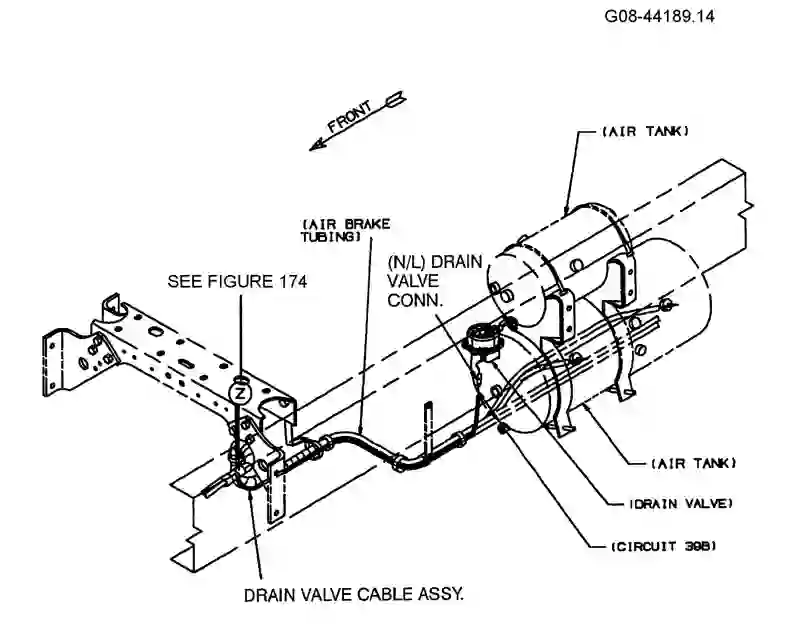 G08-44189.14
FRONT
(AIR TANK)
(AIR BRAKE
TUBING)
(N/L) DRAIN
VALVE
CONN.
SEE FIGURE 174
Z
(AIR TANK)
(DRAIN VALVE)
(CIRCUIT 39B)
DRAIN VALVE CABLE ASSY.